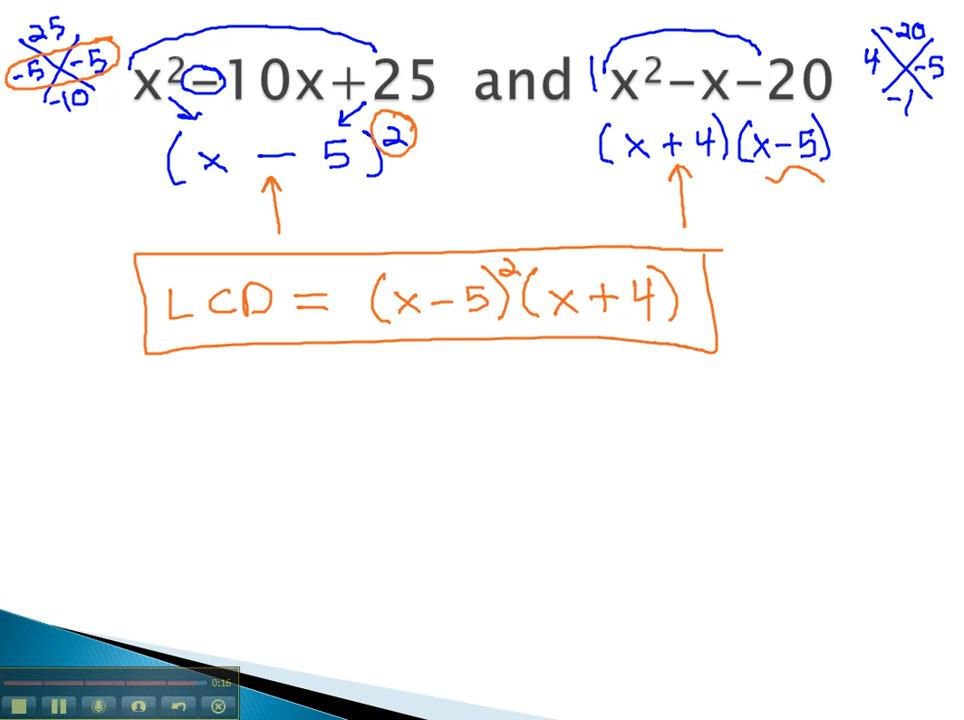 25
-5 -5
-10
x² - 10x + 25 and 1 x² - x - 20
-20
4 -5
-1
(x - 5)²
(x + 4)(x - 5)
LCD = (x - 5)²(x + 4)
0:16